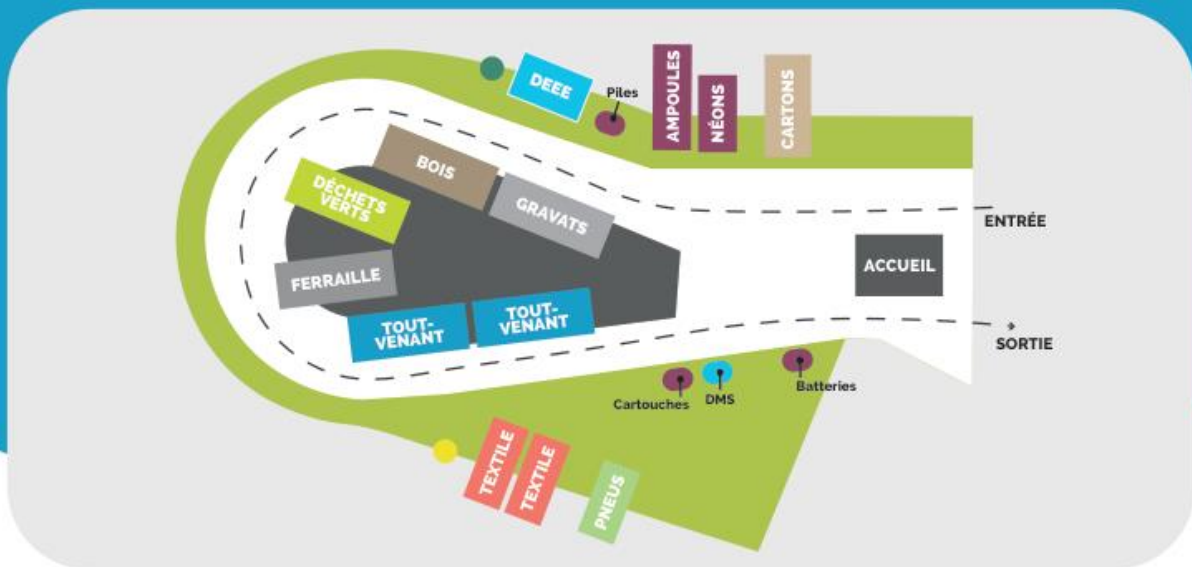 DEEE
Piles
AMPOULES
NÉONS
CARTONS
BOIS
GRAVATS
DÉCHETS
VERTS
FERRAILLE
TOUT-
VENANT
TOUT-
VENANT
ENTRÉE
ACCUEIL
SORTIE
Cartouches
DMS
Batteries
TEXTILE
TEXTILE
PNEUS